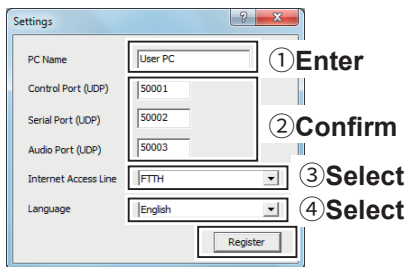 Settings
PC Name User PC ①Enter
Control Port (UDP) 50001
Serial Port (UDP) 50002 ②Confirm
Audio Port (UDP) 50003
Internet Access Line FTTH ③Select
Language English ④Select
Register